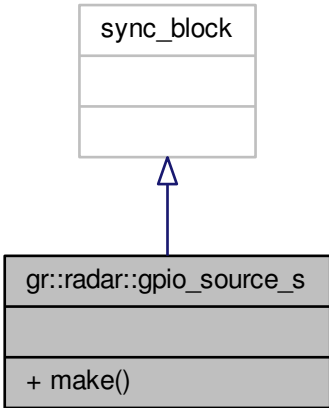 sync_block
gr::radar::gpio_source_s
+ make()